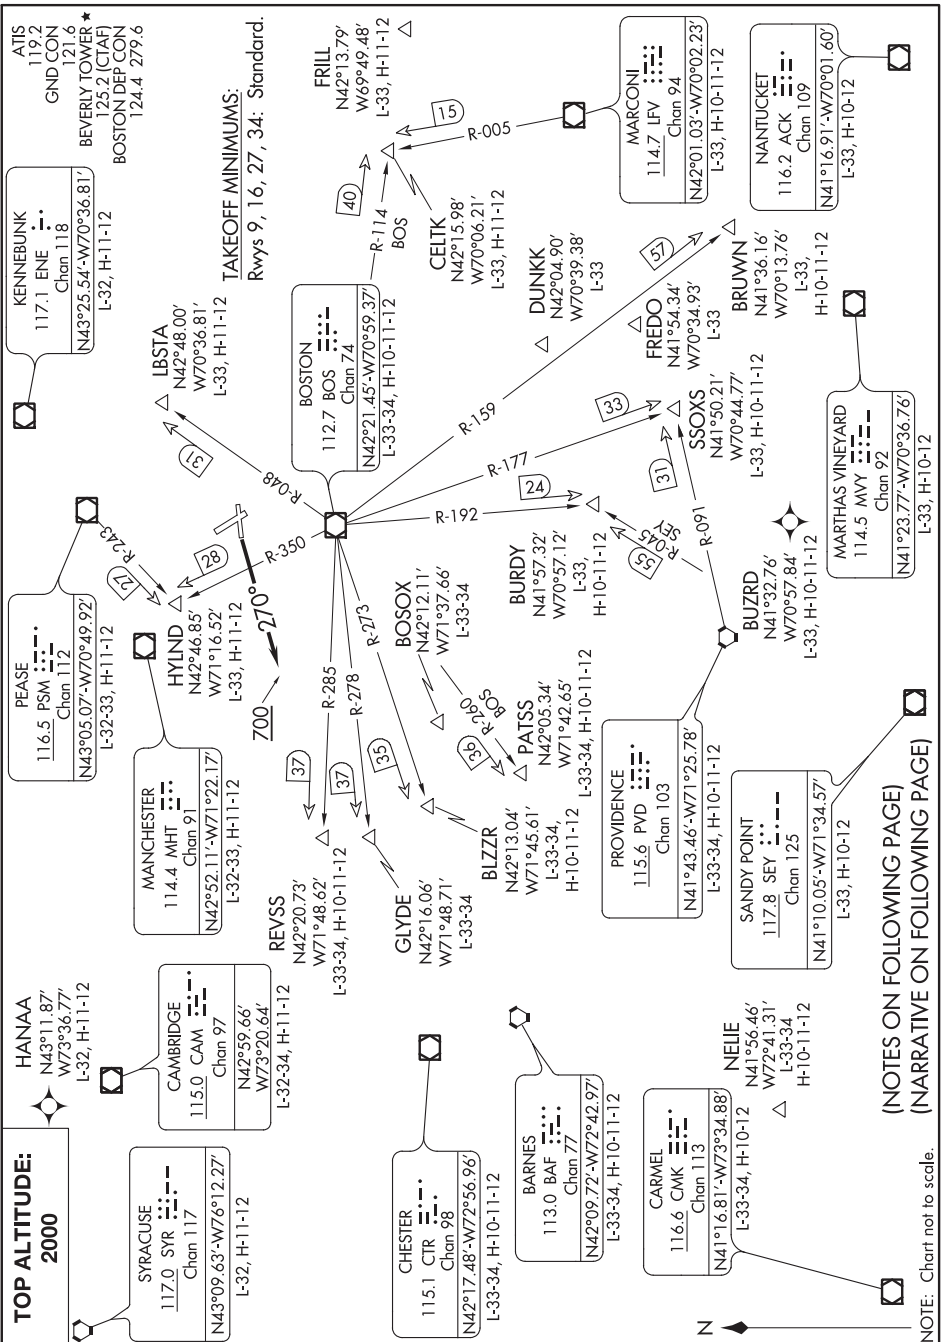 TOP ALTITUDE:
2000
HANAA
N43°11.87'
W73°36.77'
L-32, H-11-12
SYRACUSE
117.0 SYR
Chan 117
N43°09.63'-W76°12.27'
L-32, H-11-12
CAMBRIDGE
115.0 CAM
Chan 97
N42°59.66'
W73°20.64'
L-32-34, H-11-12
PEASE
116.5 PSM
Chan 112
N43°05.07'-W70°49.92'
L-32-33, H-11-12
KENNEBUNK
117.1 ENE
Chan 118
N43°25.54'-W70°36.81'
L-32, H-11-12
ATIS
119.2
GND CON
121.6
BEVERLY TOWER ★
125.2 (CTAF)
BOSTON DEP CON
124.4 279.6
MANCHESTER
114.4 MHT
Chan 91
N42°52.11'-W71°22.17'
L-32-33, H-11-12
R-243
27
HYLND
N42°46.85'
W71°16.52'
L-33, H-11-12
28
R-350
LBSTA
N42°48.00'
W70°36.81'
L-33, H-11-12
31
R-048
TAKEOFF MINIMUMS:
Rwys 9, 16, 27, 34: Standard.
700
270°
BOSTON
112.7 BOS
Chan 74
N42°21.45'-W70°59.37'
L-33-34, H-10-11-12
FRILL
N42°13.79'
W69°49.48'
L-33, H-11-12
40
R-114
BOS
15
R-005
CELTK
N42°15.98'
W70°06.21'
L-33, H-11-12
REVSS
N42°20.73'
W71°48.62'
L-33-34, H-10-11-12
37
R-285
37
R-278
35
R-273
GLYDE
N42°16.06'
W71°48.71'
L-33-34
BLZZR
N42°13.04'
W71°45.61'
L-33-34,
H-10-11-12
BOSOX
N42°12.11'
W71°37.66'
L-33-34
36
R-260
BOS
PATSS
N42°05.34'
W71°42.65'
L-33-34, H-10-11-12
R-192
24
R-177
33
R-159
57
BURDY
N41°57.32'
W70°57.12'
L-33,
H-10-11-12
DUNKK
N42°04.90'
W70°39.38'
L-33
FREDO
N41°54.34'
W70°34.93'
L-33
55
R-045
SEY
31
R-091
SSOXS
N41°50.21'
W70°44.77'
L-33, H-10-11-12
BRUWN
N41°36.16'
W70°13.76'
L-33,
H-10-11-12
MARCONI
114.7 LFV
Chan 94
N42°01.03'-W70°02.23'
L-33, H-10-11-12
NANTUCKET
116.2 ACK
Chan 109
N41°16.91'-W70°01.60'
L-33, H-10-12
CHESTER
115.1 CTR
Chan 98
N42°17.48'-W72°56.96'
L-33-34, H-10-11-12
BARNES
113.0 BAF
Chan 77
N42°09.72'-W72°42.97'
L-33-34, H-10-11-12
PROVIDENCE
115.6 PVD
Chan 103
N41°43.46'-W71°25.78'
L-33-34, H-10-11-12
BUZRD
N41°32.76'
W70°57.84'
L-33, H-10-11-12
MARTHAS VINEYARD
114.5 MVY
Chan 92
N41°23.77'-W70°36.76'
L-33, H-10-12
CARMEL
116.6 CMK
Chan 113
N41°16.81'-W73°34.88'
L-33-34, H-10-12
NELIE
N41°56.46'
W72°41.31'
L-33-34
H-10-11-12
SANDY POINT
117.8 SEY
Chan 125
N41°10.05'-W71°34.57'
L-33, H-10-12
N
(NOTES ON FOLLOWING PAGE)
(NARRATIVE ON FOLLOWING PAGE)
NOTE: Chart not to scale.